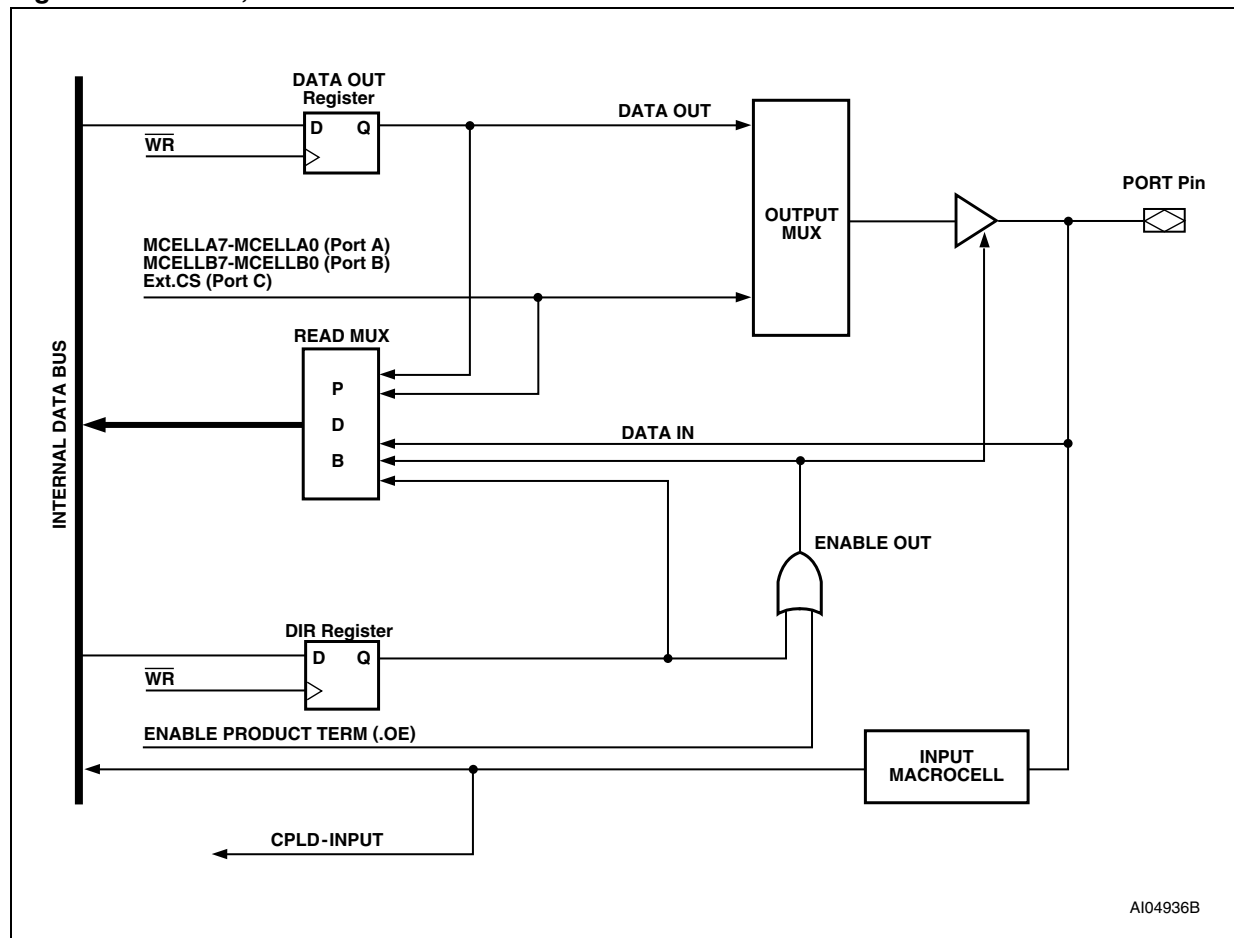 DATA OUT
Register
D Q
WR
DATA OUT
OUTPUT
MUX
PORT Pin
MCELLA7-MCELLA0 (Port A)
MCELLB7-MCELLB0 (Port B)
Ext.CS (Port C)
READ MUX
P
D
B
DATA IN
INTERNAL DATA BUS
ENABLE OUT
DIR Register
D Q
WR
ENABLE PRODUCT TERM (.OE)
INPUT
MACROCELL
CPLD-INPUT
AI04936B